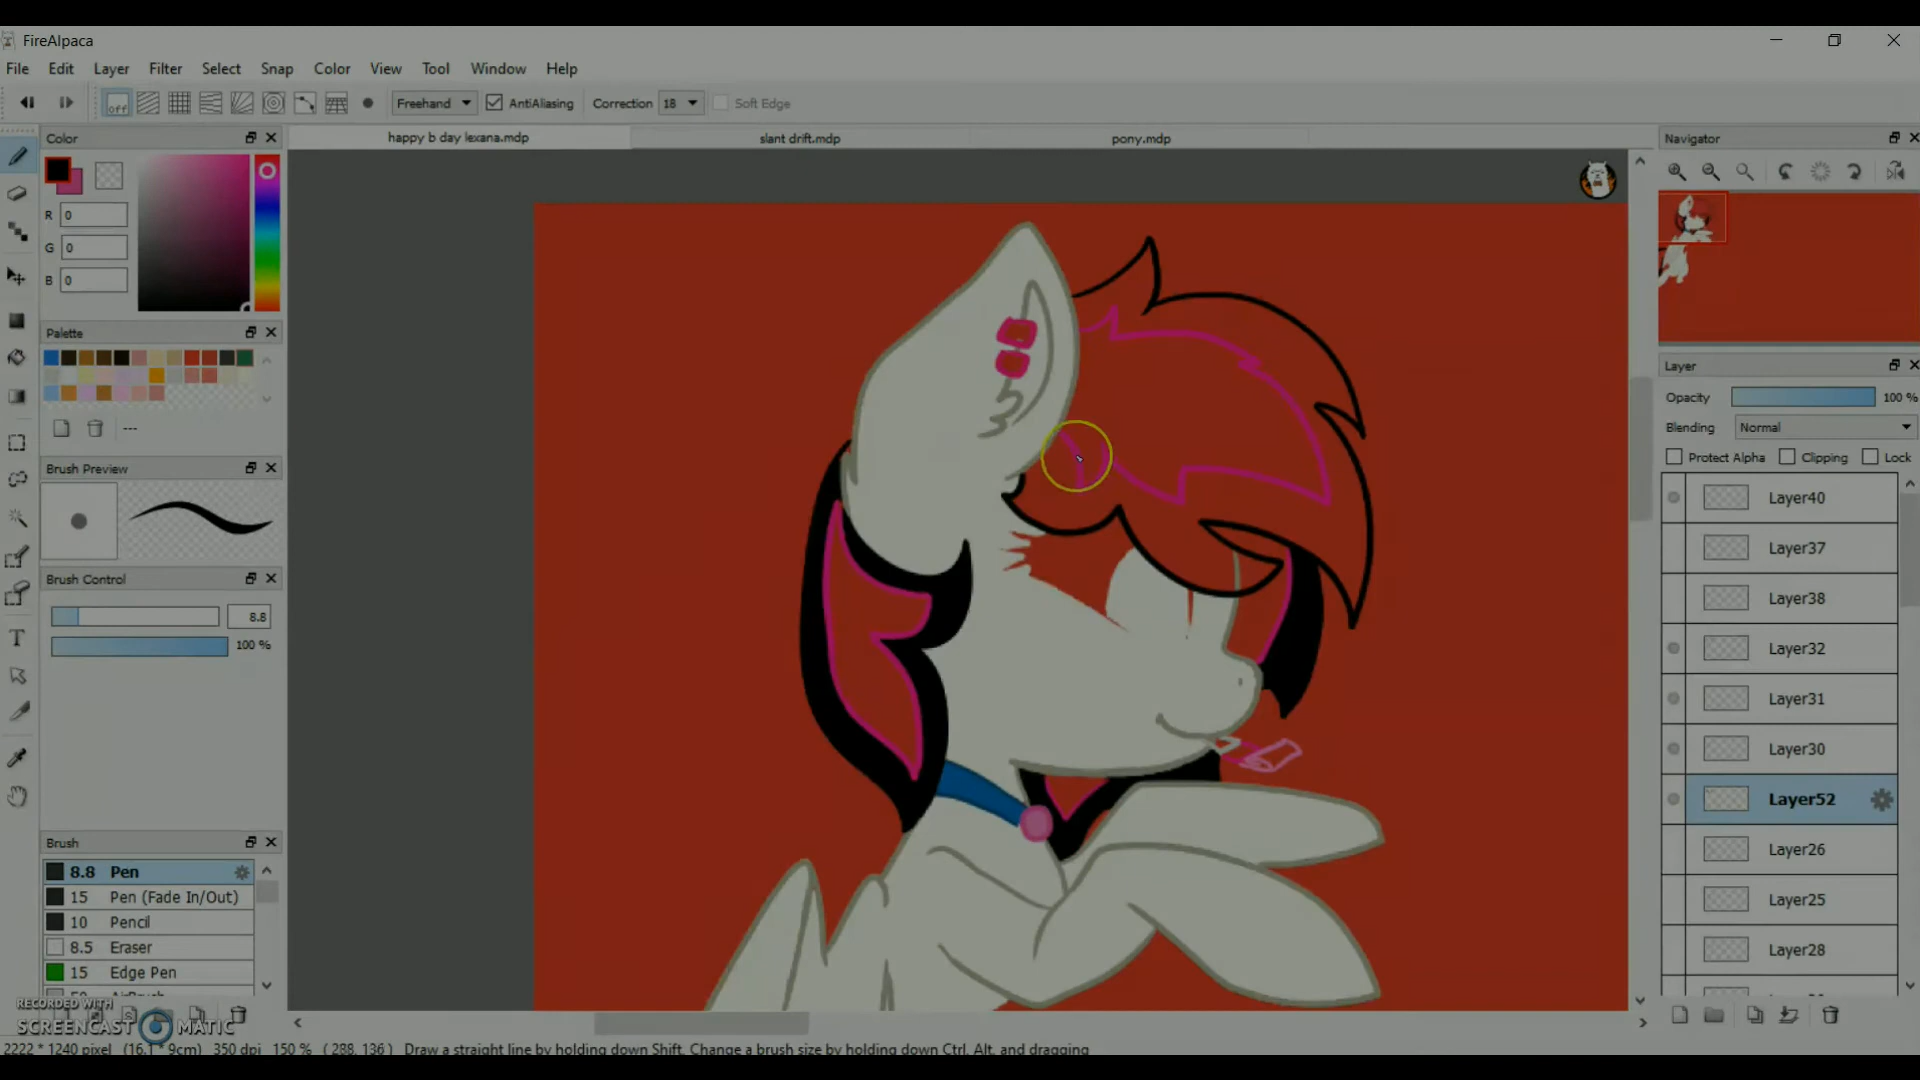 FireAlpaca
File Edit Layer Filter Select Snap Color View Tool Window Help
off Freehand AntiAliasing Correction 18 Soft Edge
Color happy b day lexana.mdp slant drift.mdp pony.mdp Navigator
R 0
G 0
B 0
Palette
Layer
Opacity 100 %
Blending Normal
Protect Alpha Clipping Lock
---
Brush Preview
Layer40
Layer37
Brush Control
Layer38
8.8
100 %
Layer32
Layer31
Layer30
Layer52
Brush
Layer26
8.8 Pen
15 Pen (Fade In/Out)
Layer25
10 Pencil
8.5 Eraser
Layer28
15 Edge Pen
AirBrush
RECORDED WITH
SCREENCAST MATIC
2222 * 1240 pixel (16.1 * 9cm) 350 dpi 150 % ( 288, 136 ) Draw a straight line by holding down Shift, Change a brush size by holding down Ctrl, Alt, and dragging